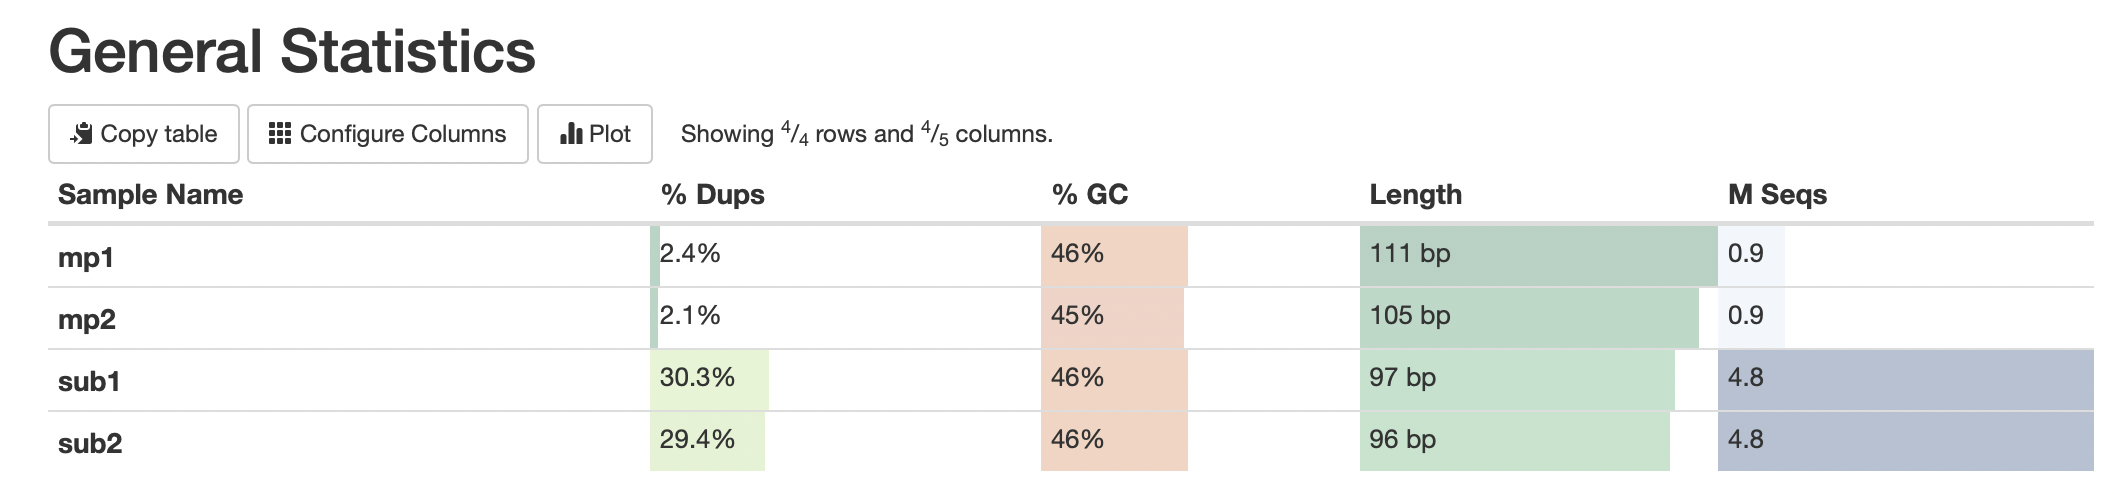 General Statistics
Copy table Configure Columns Plot Showing 4/4 rows and 4/5 columns.
Sample Name % Dups % GC Length M Seqs
mp1 2.4% 46% 111 bp 0.9
mp2 2.1% 45% 105 bp 0.9
sub1 30.3% 46% 97 bp 4.8
sub2 29.4% 46% 96 bp 4.8